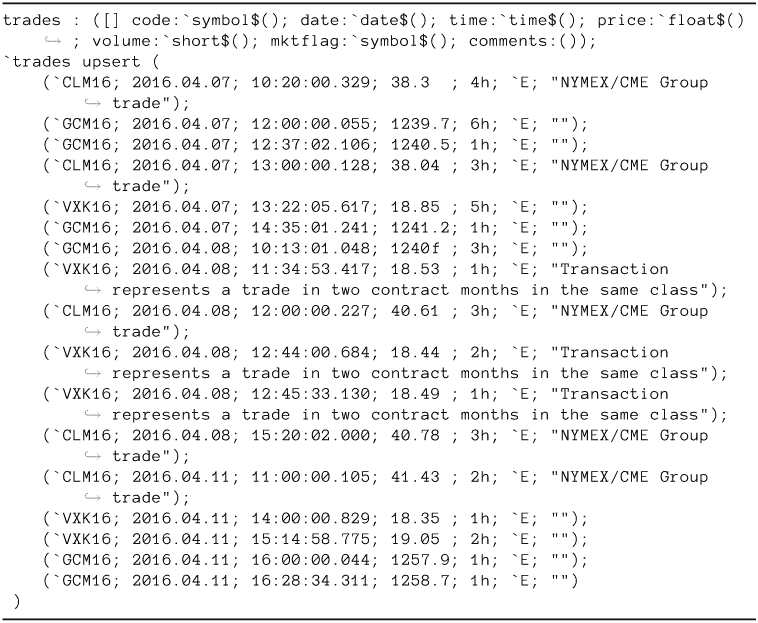 trades : ([] code:`symbol$(); date:`date$(); time:`time$(); price:`float$()
    ↪ ; volume:`short$(); mktflag:`symbol$(); comments:());
`trades upsert (
    (`CLM16; 2016.04.07; 10:20:00.329; 38.3  ; 4h; `E; "NYMEX/CME Group
        ↪ trade");
    (`GCM16; 2016.04.07; 12:00:00.055; 1239.7; 6h; `E; "");
    (`GCM16; 2016.04.07; 12:37:02.106; 1240.5; 1h; `E; "");
    (`CLM16; 2016.04.07; 13:00:00.128; 38.04 ; 3h; `E; "NYMEX/CME Group
        ↪ trade");
    (`VXK16; 2016.04.07; 13:22:05.617; 18.85 ; 5h; `E; "");
    (`GCM16; 2016.04.07; 14:35:01.241; 1241.2; 1h; `E; "");
    (`GCM16; 2016.04.08; 10:13:01.048; 1240f ; 3h; `E; "");
    (`VXK16; 2016.04.08; 11:34:53.417; 18.53 ; 1h; `E; "Transaction
        ↪ represents a trade in two contract months in the same class");
    (`CLM16; 2016.04.08; 12:00:00.227; 40.61 ; 3h; `E; "NYMEX/CME Group
        ↪ trade");
    (`VXK16; 2016.04.08; 12:44:00.684; 18.44 ; 2h; `E; "Transaction
        ↪ represents a trade in two contract months in the same class");
    (`VXK16; 2016.04.08; 12:45:33.130; 18.49 ; 1h; `E; "Transaction
        ↪ represents a trade in two contract months in the same class");
    (`CLM16; 2016.04.08; 15:20:02.000; 40.78 ; 3h; `E; "NYMEX/CME Group
        ↪ trade");
    (`CLM16; 2016.04.11; 11:00:00.105; 41.43 ; 2h; `E; "NYMEX/CME Group
        ↪ trade");
    (`VXK16; 2016.04.11; 14:00:00.829; 18.35 ; 1h; `E; "");
    (`VXK16; 2016.04.11; 15:14:58.775; 19.05 ; 2h; `E; "");
    (`GCM16; 2016.04.11; 16:00:00.044; 1257.9; 1h; `E; "");
    (`GCM16; 2016.04.11; 16:28:34.311; 1258.7; 1h; `E; "")
 )